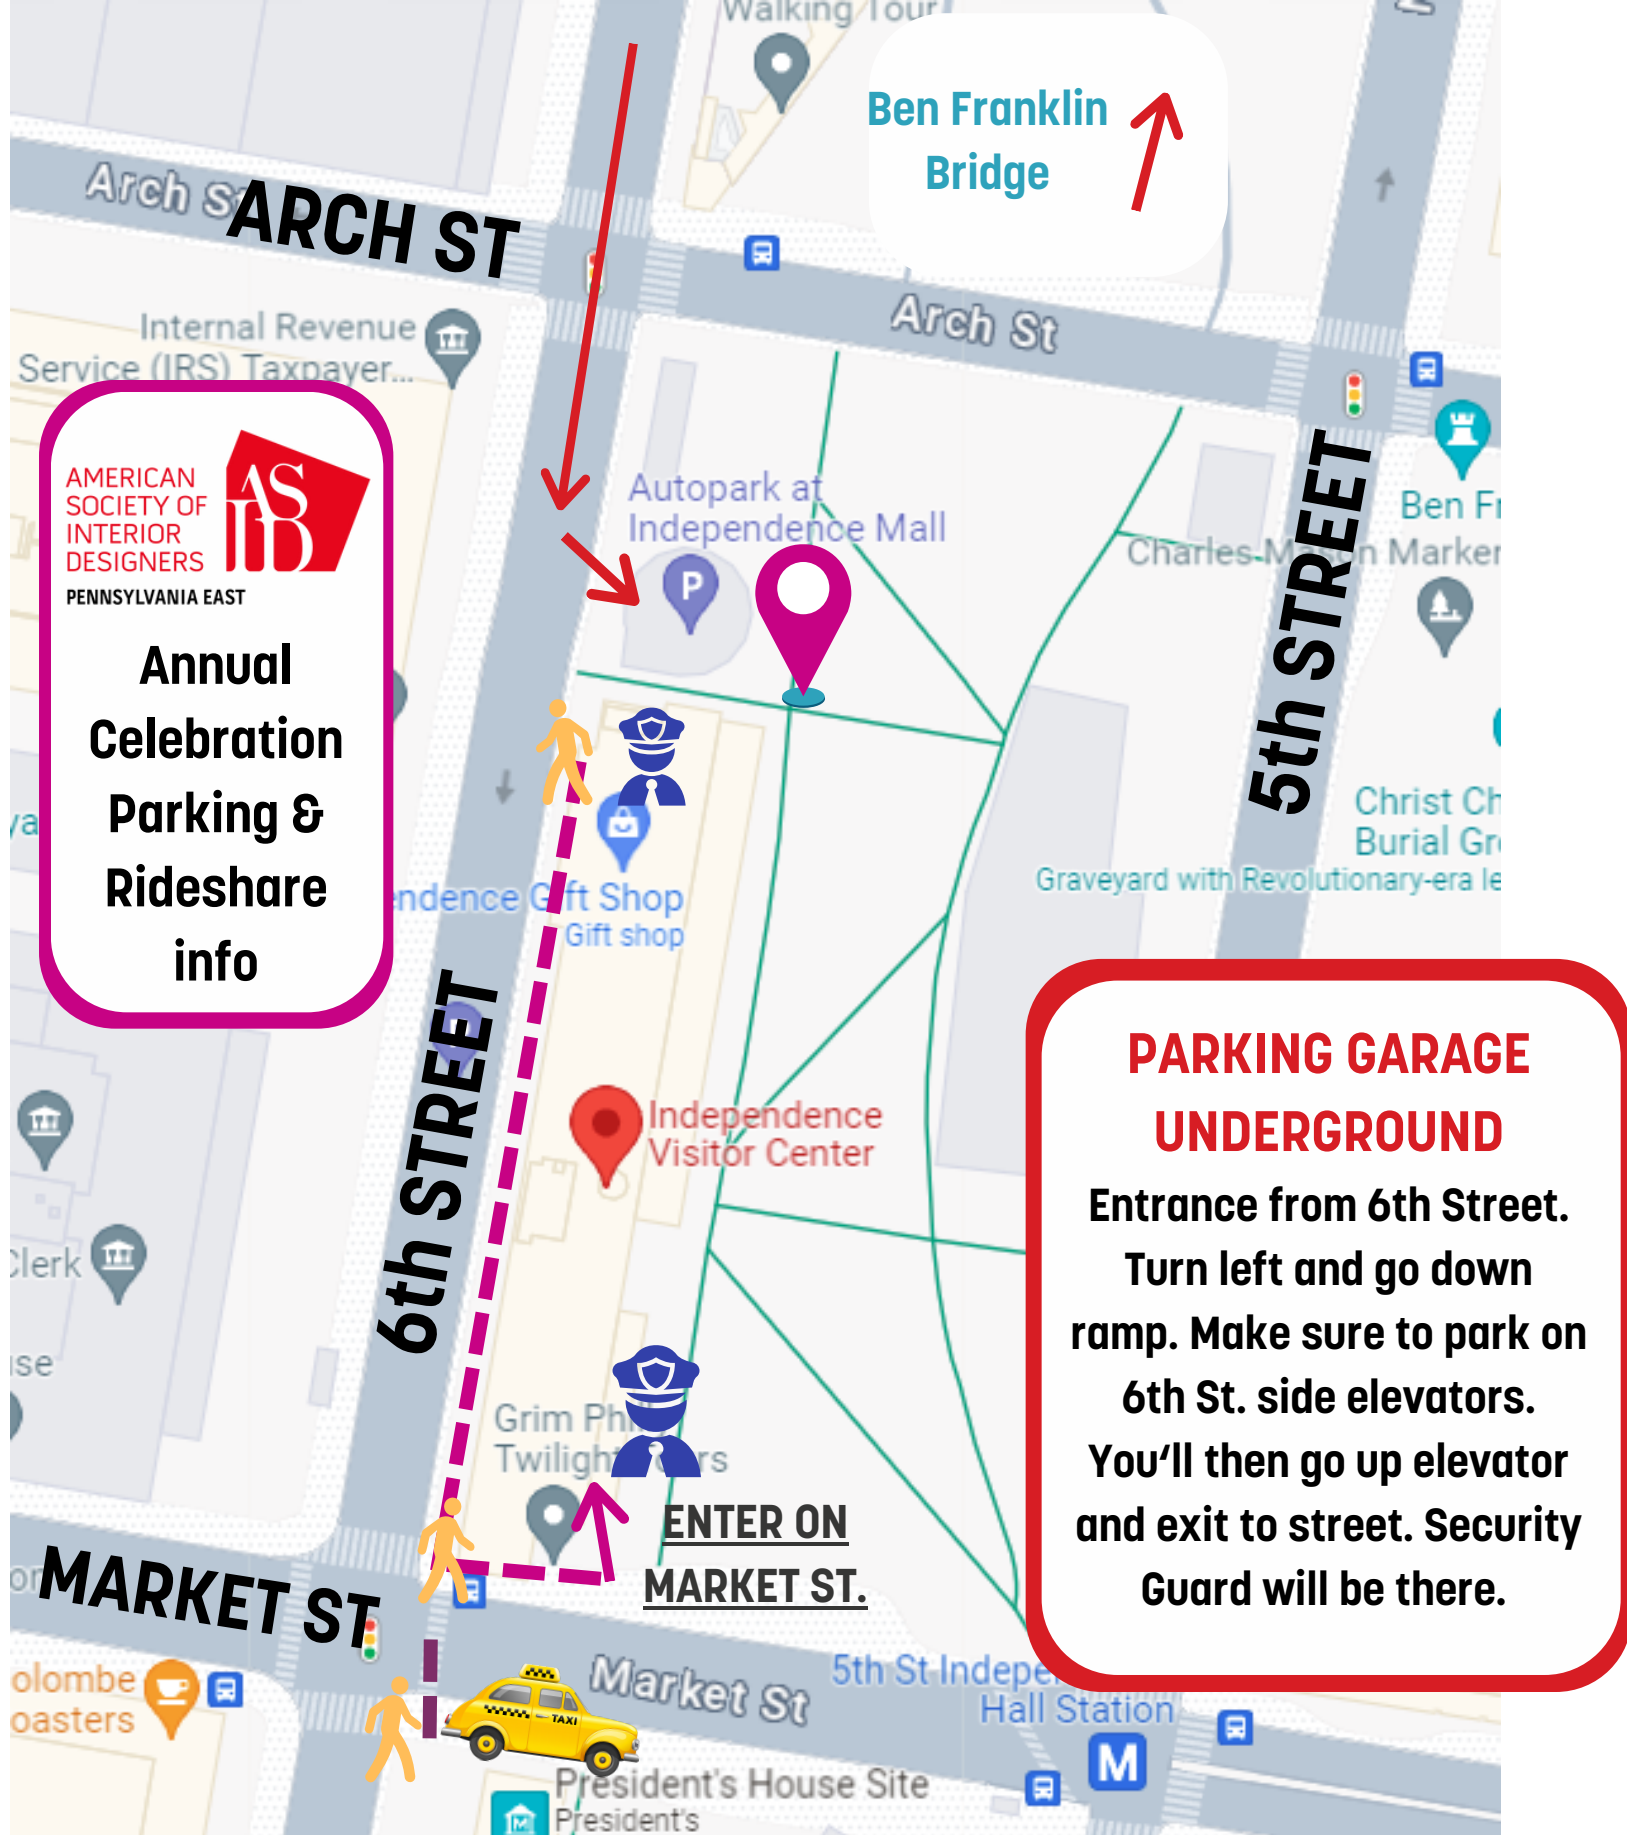 Walking Tour
Ben Franklin
Bridge
Arch St
ARCH ST
Arch St
Internal Revenue
Service (IRS) Taxpayer...
AMERICAN
SOCIETY OF
INTERIOR
DESIGNERS
ASID
PENNSYLVANIA EAST
Annual
Celebration
Parking &
Rideshare
info
Autopark at
Independence Mall
P
Ben Fr
Charles Mason Marker
5th STREET
Christ Ch
Burial Gr
Graveyard with Revolutionary-era le
ya
endence Gift Shop
Gift shop
6th STREET
P
Independence
Visitor Center
PARKING GARAGE
UNDERGROUND
Entrance from 6th Street.
Turn left and go down
ramp. Make sure to park on
6th St. side elevators.
You'll then go up elevator
and exit to street. Security
Guard will be there.
Clerk
se
Grim Phi
Twilight rs
ENTER ON
MARKET ST.
MARKET ST
Market St
TAXI
olombe
oasters
5th St Indepe
Hall Station
M
President's House Site
President's